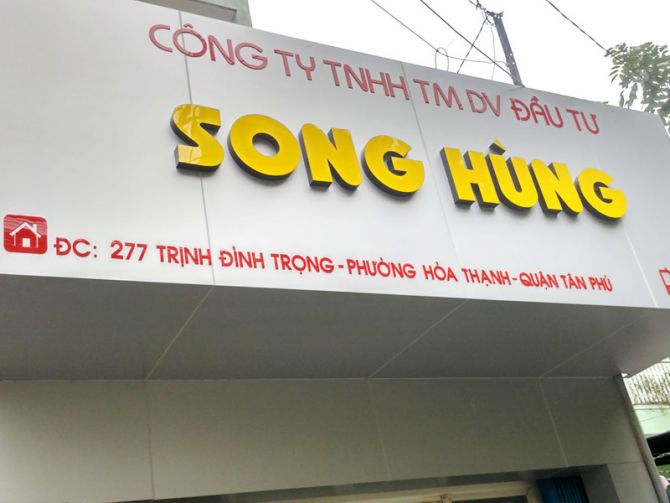 CÔNG TY TNHH TM DV ĐẦU TƯ
SONG HÙNG
ĐC: 277 TRỊNH ĐÌNH TRỌNG - PHƯỜNG HÒA THẠNH - QUẬN TÂN PHÚ